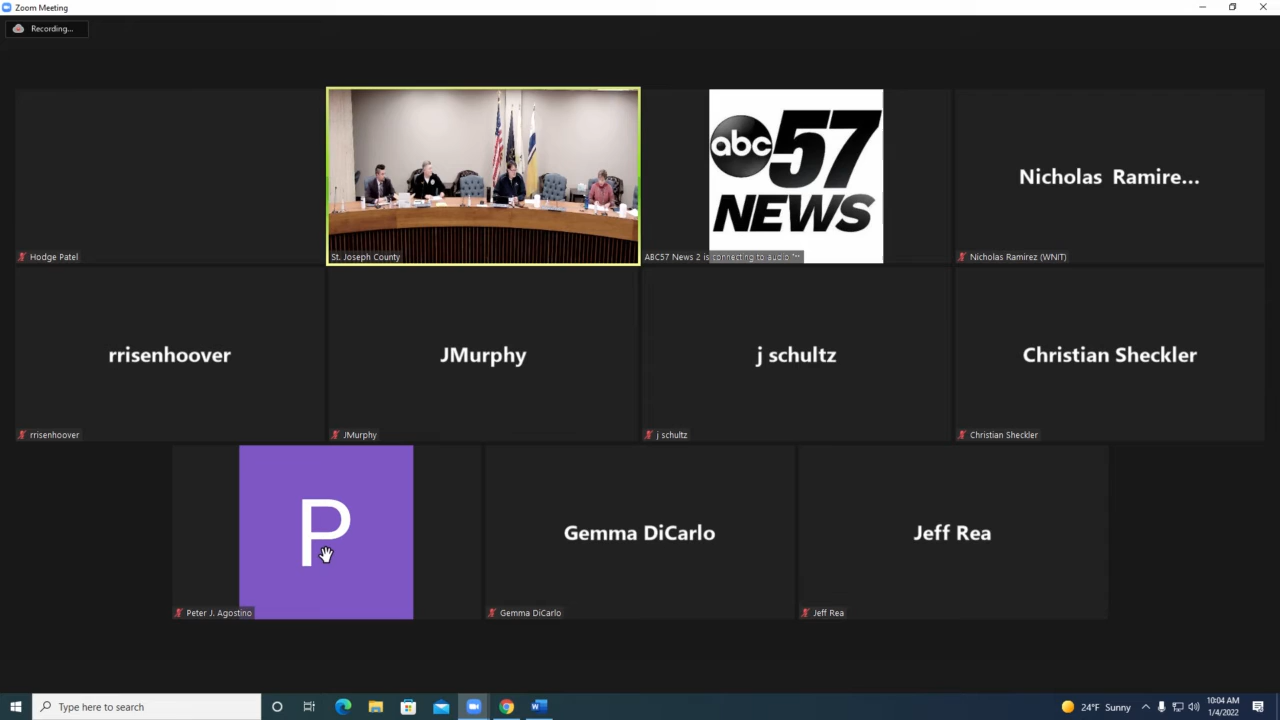 Zoom Meeting
Recording...
Hodge Patel
St. Joseph County
abc 57
NEWS
ABC57 News 2 is connecting to audio
Nicholas Ramire...
Nicholas Ramirez (WNIT)
rrisenhoover
rrisenhoover
JMurphy
JMurphy
j schultz
j schultz
Christian Sheckler
Christian Sheckler
P
Peter J. Agostino
Gemma DiCarlo
Gemma DiCarlo
Jeff Rea
Jeff Rea
Type here to search
24°F Sunny
10:04 AM
1/4/2022